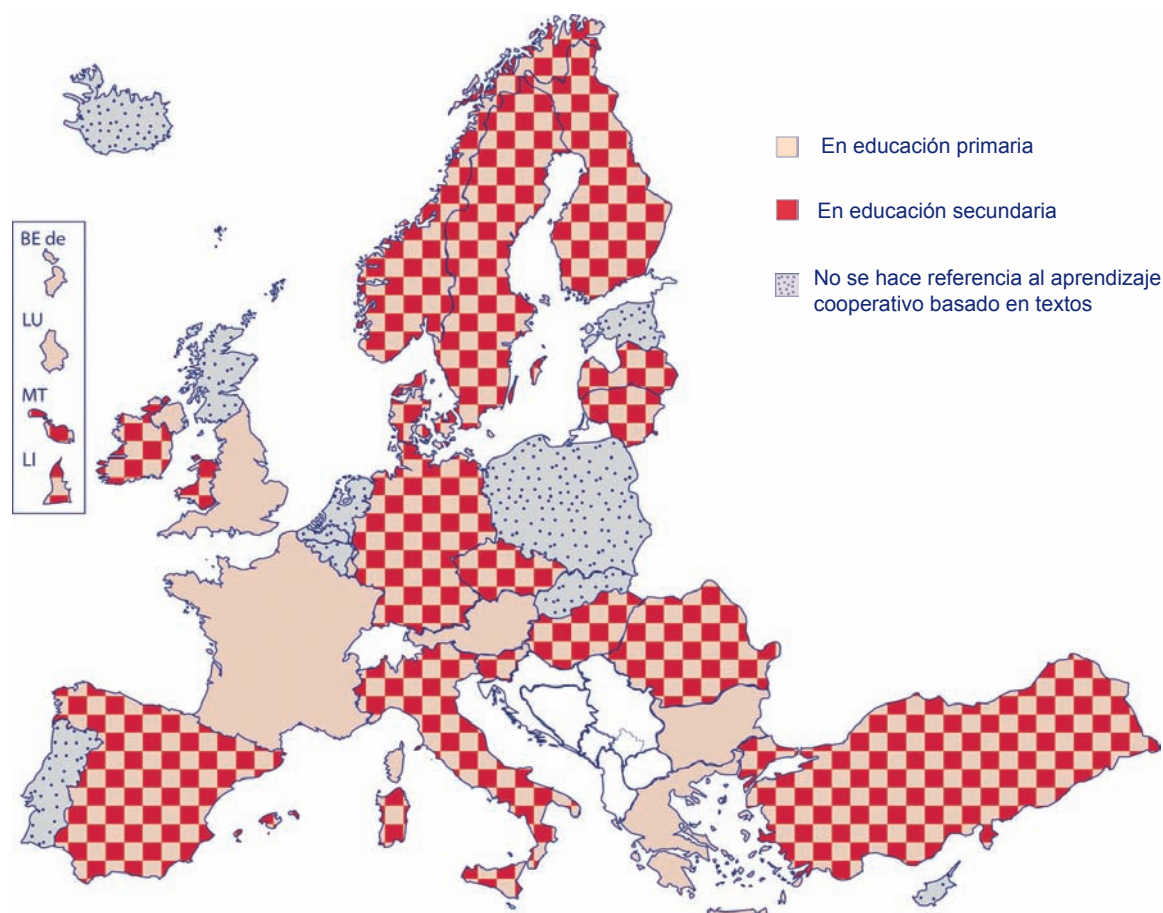 En educación primaria
En educación secundaria
No se hace referencia al aprendizaje
cooperativo basado en textos
BE de
LU
MT
LI